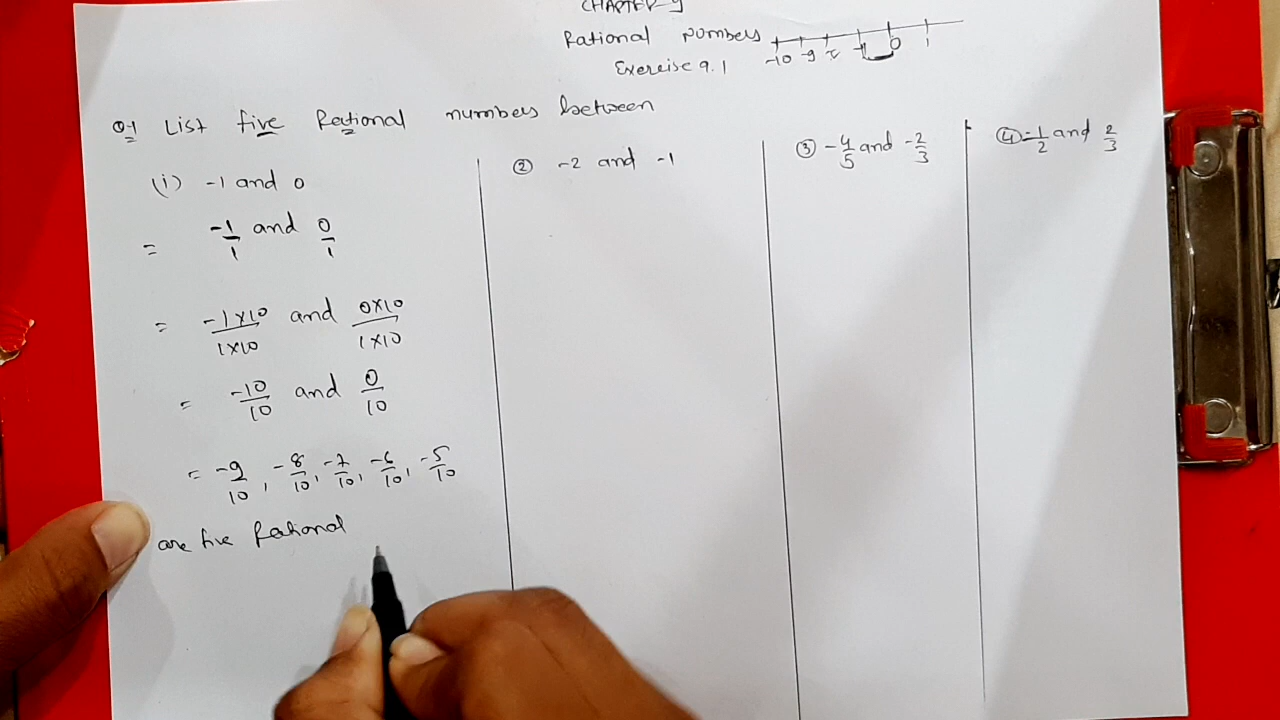 CHAPTER 9
Rational numbers
-10 -9 0 1
Exercise 9.1
Q-1 List five Rational numbers between
(i) -1 and 0
= -1/1 and 0/1
= -1×10/1×10 and 0×10/1×10
= -10/10 and 0/10
= -9/10, -8/10, -7/10, -6/10, -5/10
are five Rational
② -2 and -1
③ -4/5 and -2/3
④ -1/2 and 2/3